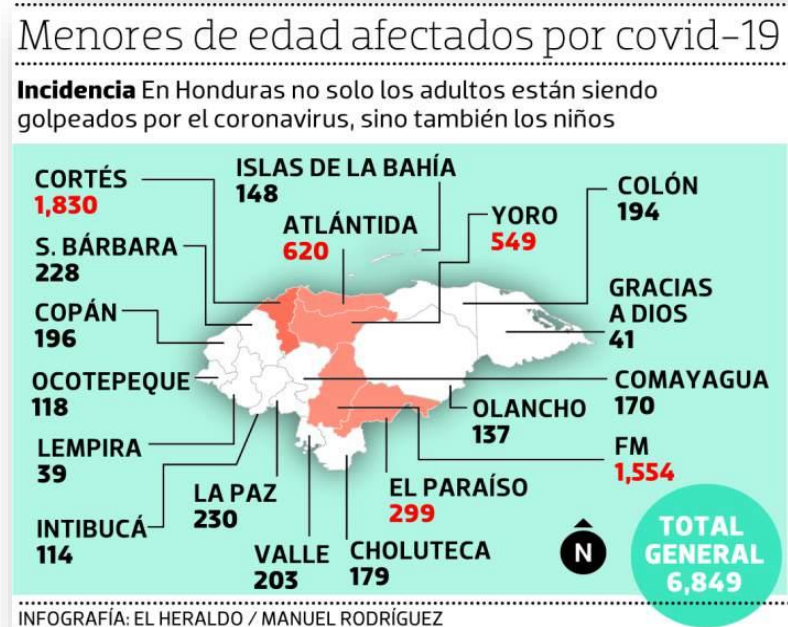 Menores de edad afectados por covid-19
Incidencia En Honduras no solo los adultos están siendo
golpeados por el coronavirus, sino también los niños
CORTÉS
1,830
ISLAS DE LA BAHÍA
148
COLÓN
194
ATLÁNTIDA
620
YORO
549
S. BÁRBARA
228
GRACIAS
A DIOS
41
COPÁN
196
OCOTEPEQUE
118
COMAYAGUA
170
OLANCHO
137
LEMPIRA
39
FM
1,554
LA PAZ
230
EL PARAÍSO
299
INTIBUCÁ
114
VALLE
203
CHOLUTECA
179
N
TOTAL
GENERAL
6,849
INFOGRAFÍA: EL HERALDO / MANUEL RODRÍGUEZ